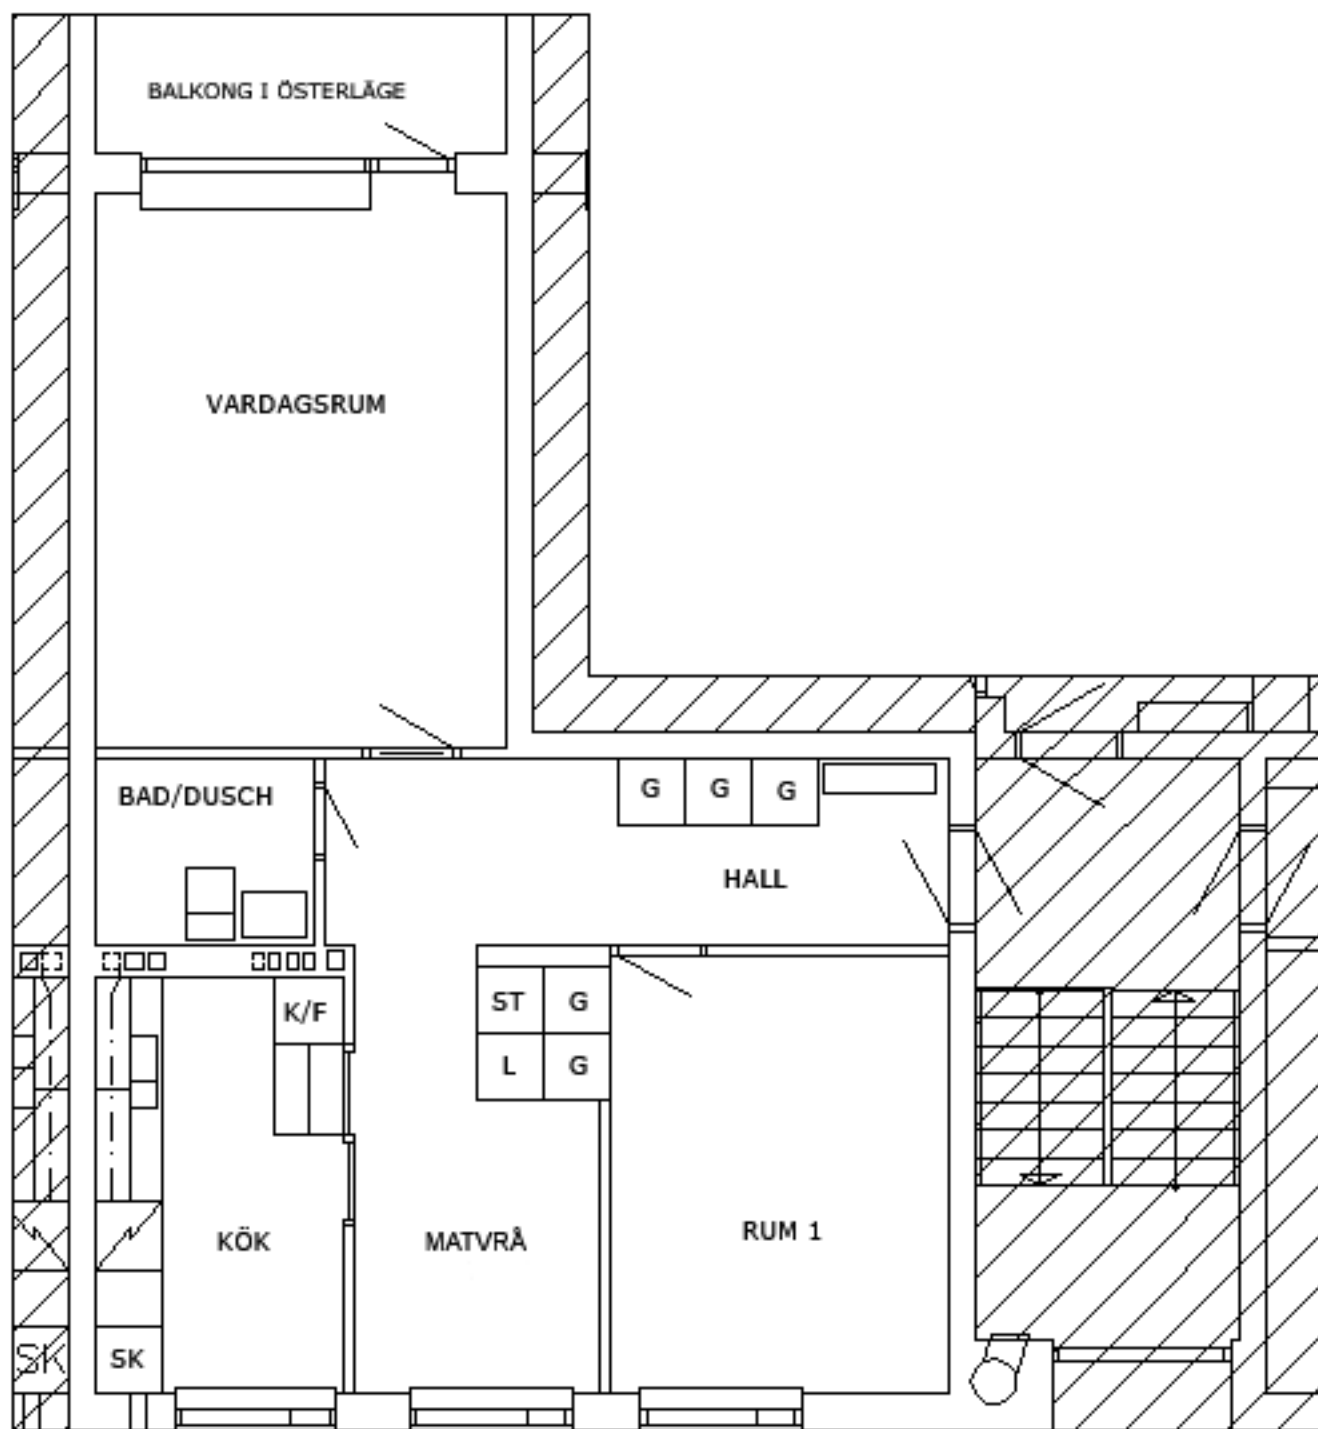 BALKONG I ÖSTERLÄGE
VARDAGSRUM
BAD/DUSCH
G G G
HALL
K/F
ST G
L G
KÖK
MATVRÅ
RUM 1
SK
SK